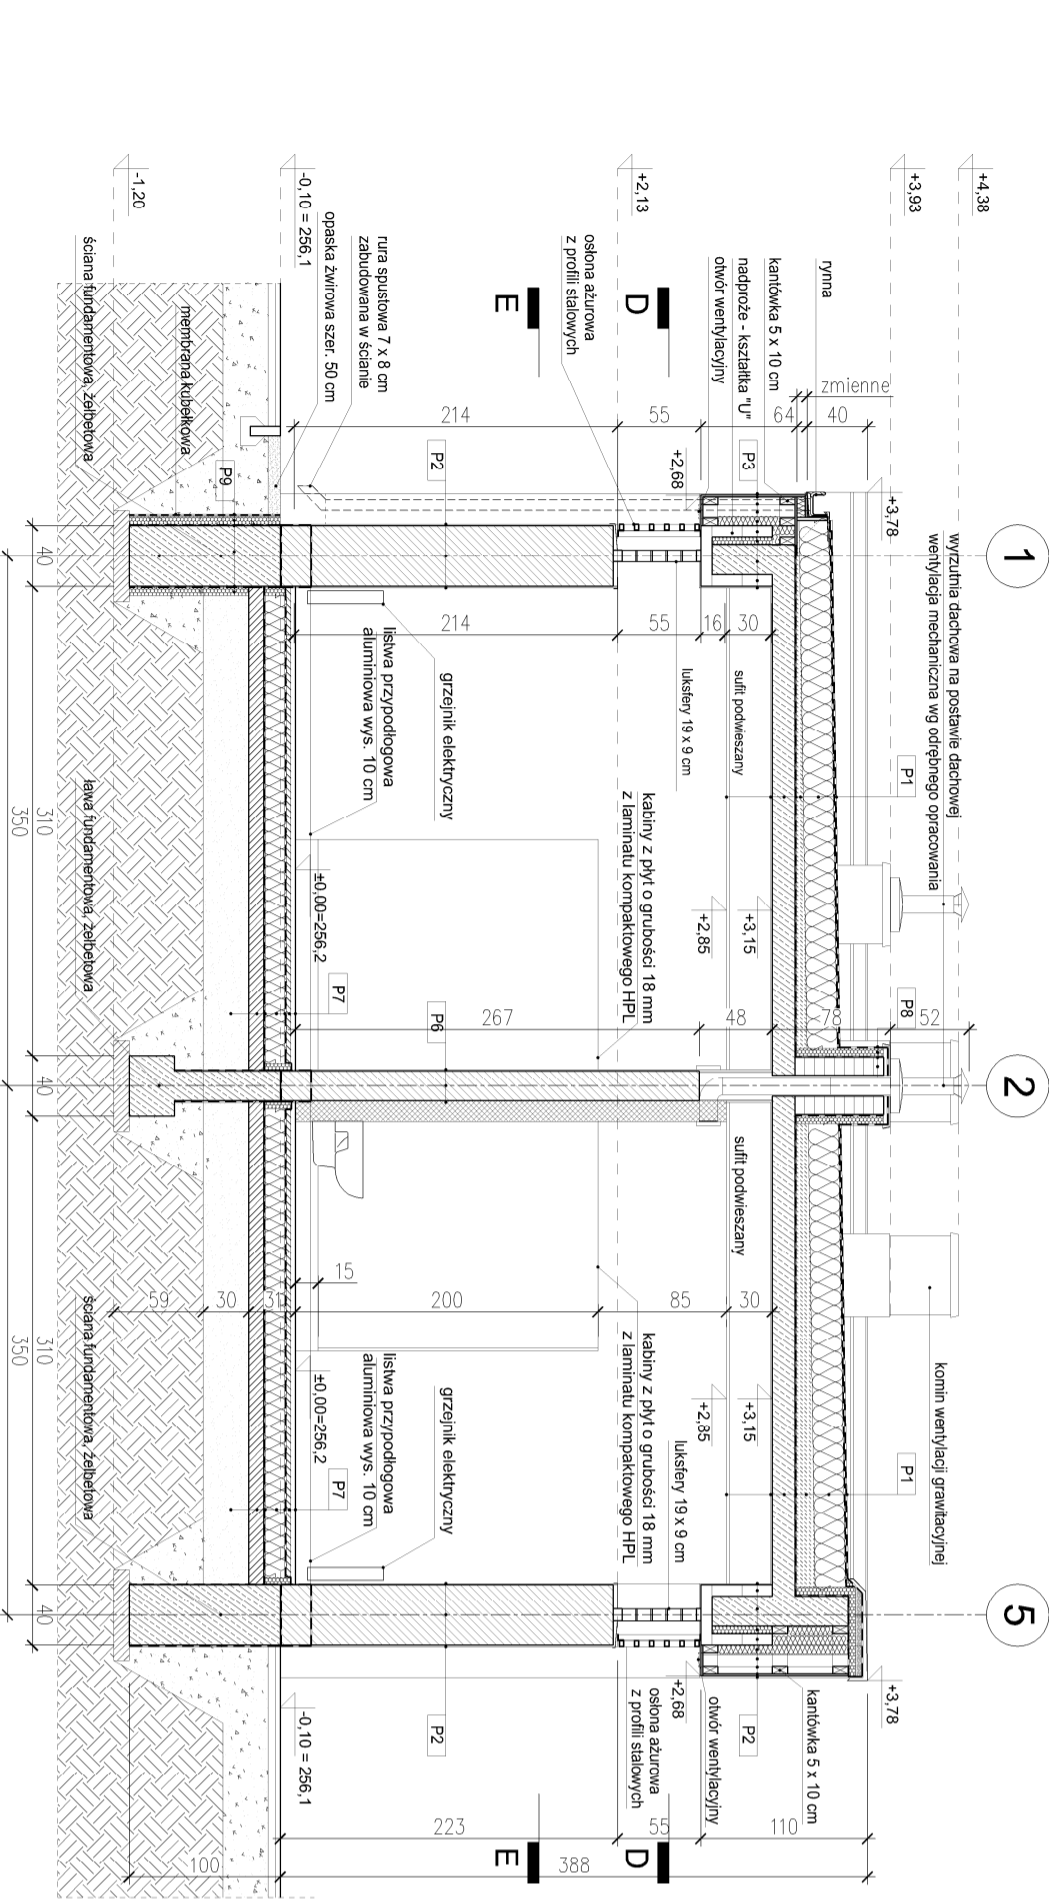 1
2
5
+4,38
+3,93
+2,13
-0,10 = 256,1
-1,20
wyrzutnia dachowa na postawie dachowej
wentylacja mechaniczna wg odrębnego opracowania
komin wentylacji grawitacyjnej
rynna
kantówka 5 x 10 cm
nadproże - kształtka "U"
otwór wentylacyjny
D
E
osłona ażurowa
z profili stalowych
rura spustowa 7 x 8 cm
zabudowana w ścianie
opaska żwirowa szer. 50 cm
membrana kubełkowa
ściana fundamentowa, żelbetowa
zmienne
40
64
55
214
+3,78
+2,68
P3
P2
P9
P1
P8
30
16
55
214
sufit podwieszany
luksfery 19 x 9 cm
grzejnik elektryczny
listwa przypodłogowa
aluminiowa wys. 10 cm
kabiny z płyt o grubości 18 mm
z laminatu kompaktowego HPL
+3,15
+2,85
±0,00=256,2
P7
P6
52
78
48
267
ława fundamentowa, żelbetowa
sufit podwieszany
30
85
200
15
31
30
59
P1
+3,15
+2,85
luksfery 19 x 9 cm
kabiny z płyt o grubości 18 mm
z laminatu kompaktowego HPL
grzejnik elektryczny
listwa przypodłogowa
aluminiowa wys. 10 cm
±0,00=256,2
P7
ściana fundamentowa, żelbetowa
+3,78
kantówka 5 x 10 cm
P2
otwór wentylacyjny
+2,68
osłona ażurowa
z profili stalowych
P2
-0,10 = 256,1
110
55
223
388
100
D
E
40
310
40
310
40
350
350